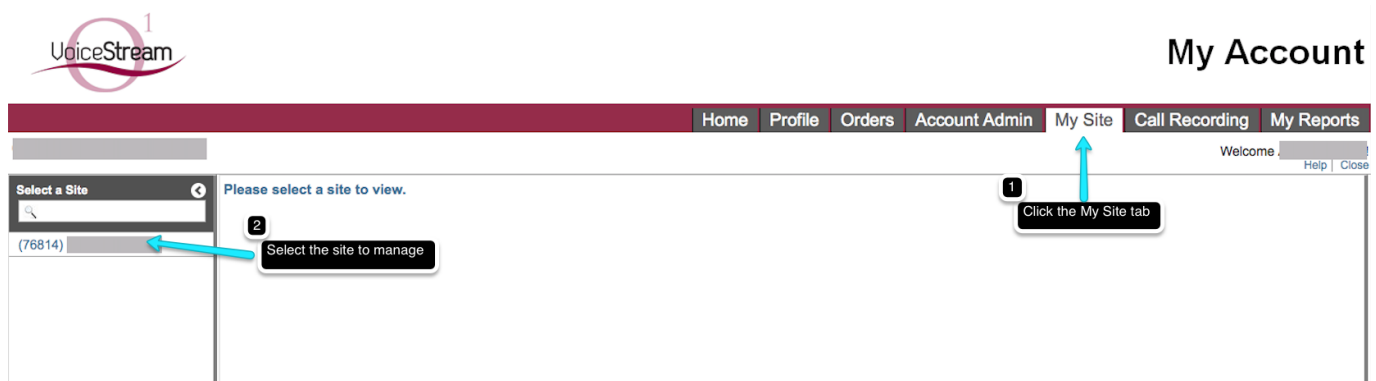 1
VoiceStream
My Account
Home Profile Orders Account Admin My Site Call Recording My Reports
Welcome
Help | Close
Select a Site
Please select a site to view.
1
Click the My Site tab
2
Select the site to manage
(76814)